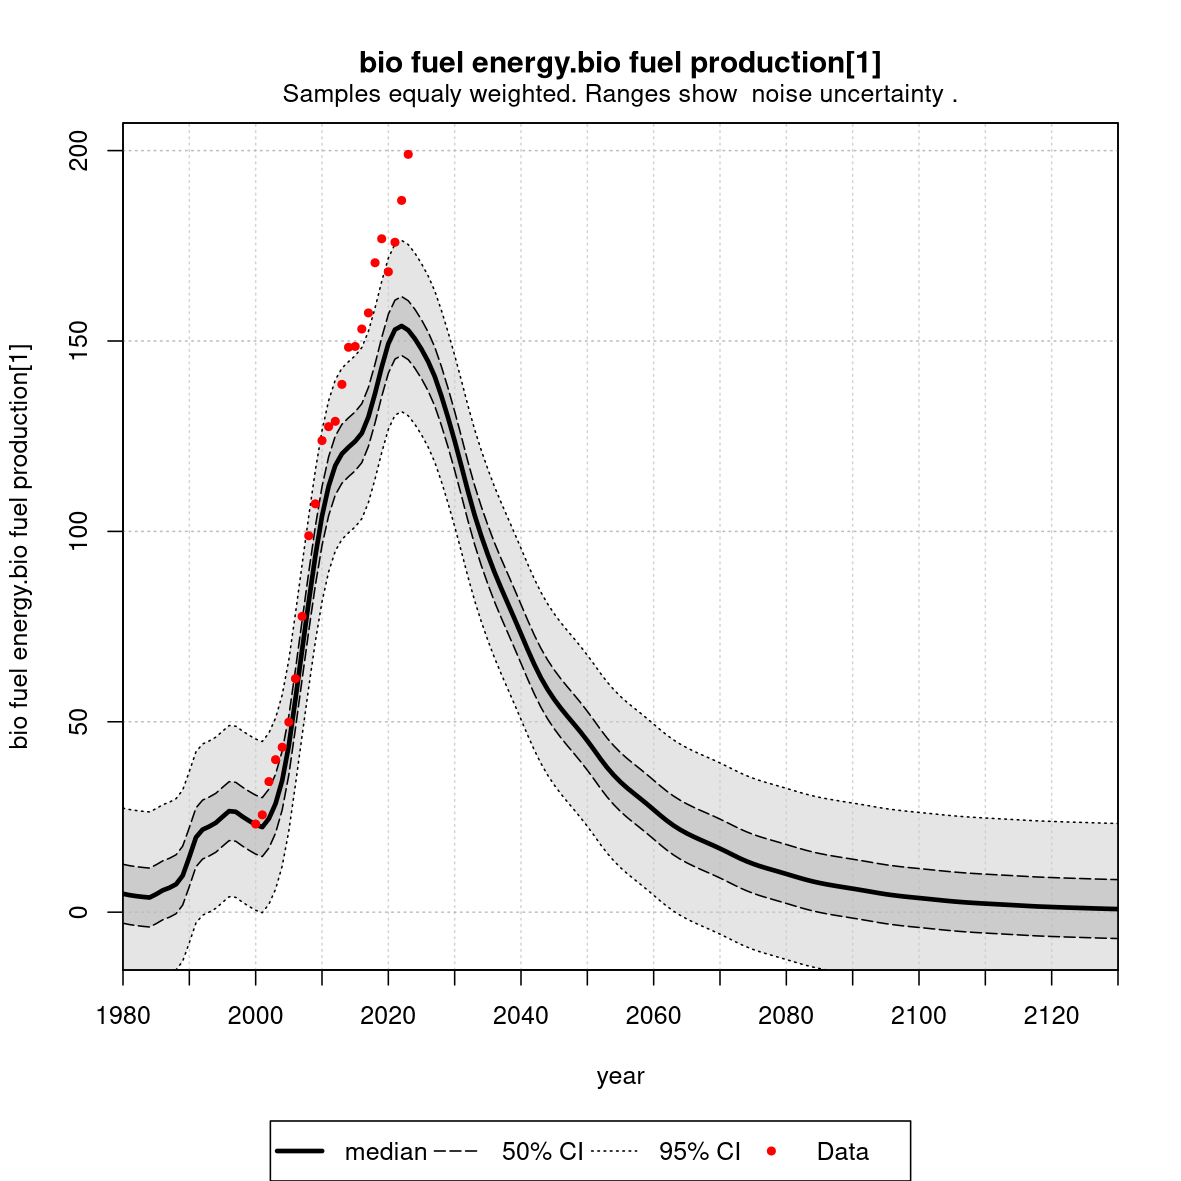 bio fuel energy.bio fuel production[1]
Samples equaly weighted. Ranges show  noise uncertainty .
bio fuel energy.bio fuel production[1]
200
150
100
50
0
1980 2000 2020 2040 2060 2080 2100 2120
year
median 50% CI 95% CI Data